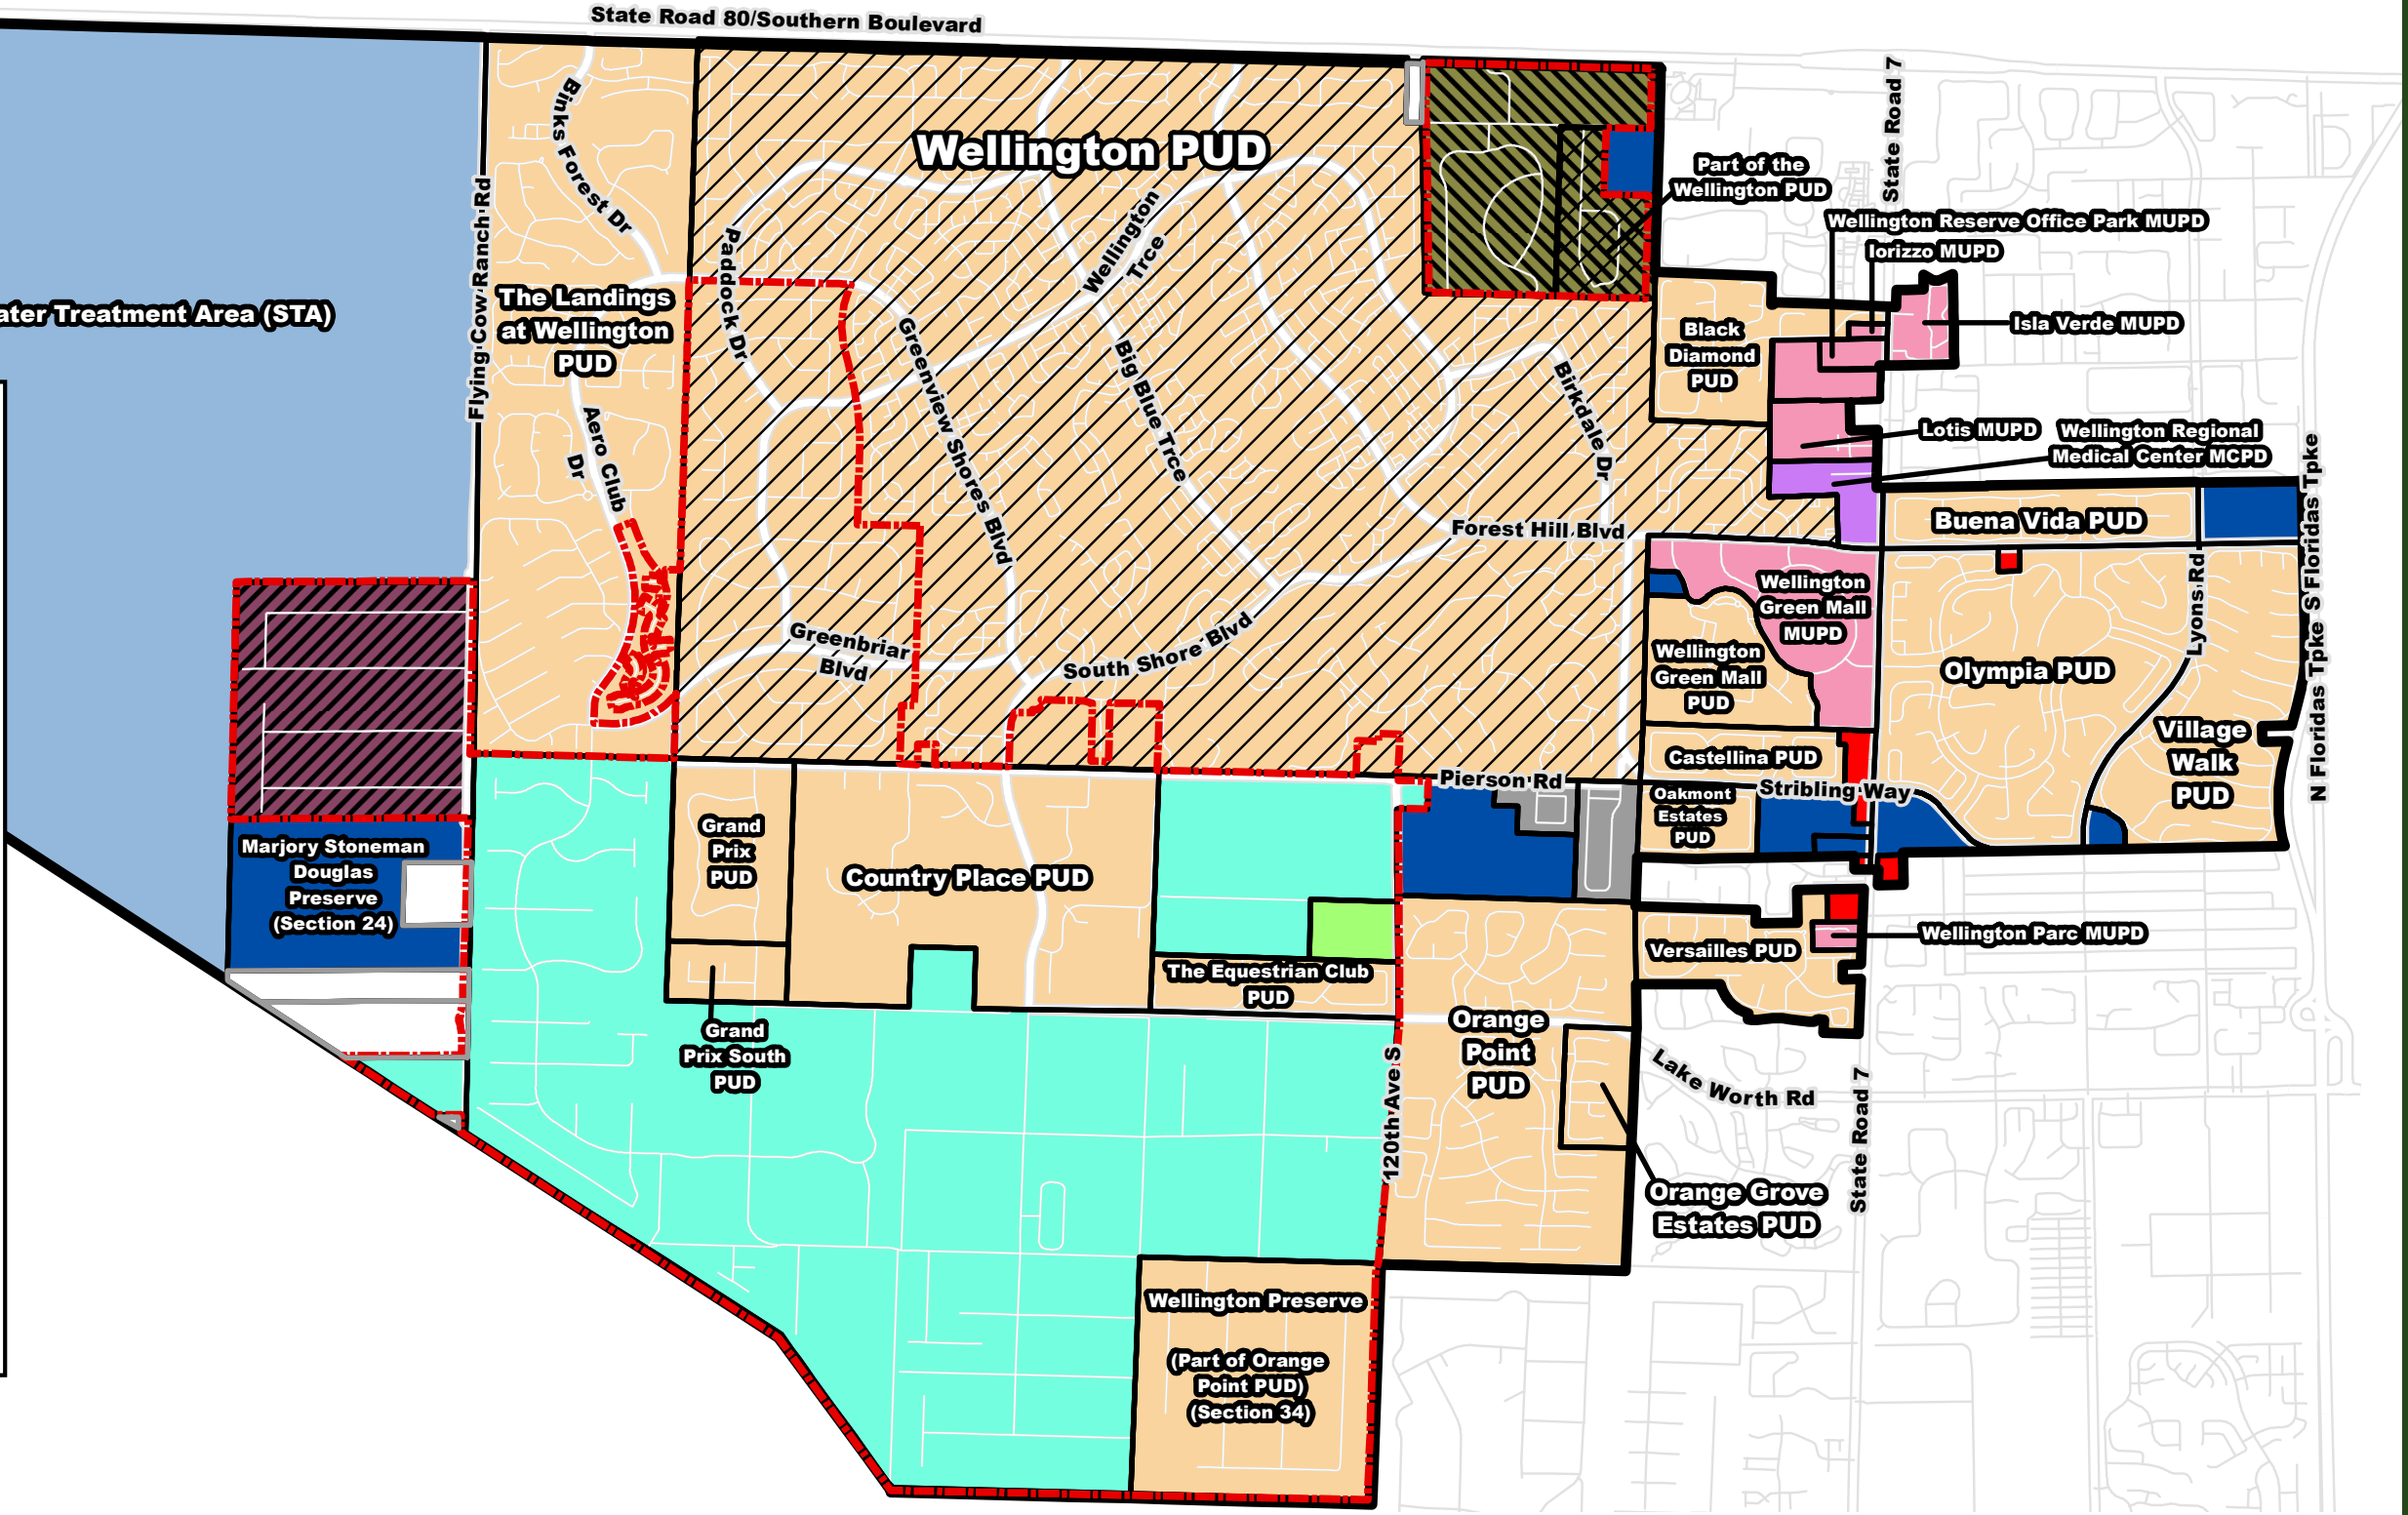 State Road 80/Southern Boulevard
Binks Forest Dr
Wellington PUD
State Road 7
Part of the
Wellington PUD
Wellington Reserve Office Park MUPD
Iorizzo MUPD
Isla Verde MUPD
Flying Cow Ranch Rd
Paddock Dr
Wellington
Trce
The Landings
at Wellington
PUD
ater Treatment Area (STA)
Greenview Shores Blvd
Big Blue Trce
Birkdale Dr
Black
Diamond
PUD
Lotis MUPD
Wellington Regional
Medical Center MCPD
Aero Club
Dr
Forest Hill Blvd
Buena Vida PUD
N Floridas Tpke S Floridas Tpke
Lyons Rd
Wellington
Green Mall
MUPD
Wellington
Green Mall
PUD
Olympia PUD
Greenbriar
Blvd
South Shore Blvd
Village
Walk
PUD
Castellina PUD
Pierson Rd
Stribling Way
Oakmont
Estates
PUD
Grand
Prix
PUD
Country Place PUD
Marjory Stoneman
Douglas
Preserve
(Section 24)
Versailles PUD
Wellington Parc MUPD
The Equestrian Club
PUD
Grand
Prix South
PUD
Orange
Point
PUD
120th Ave S
Lake Worth Rd
State Road 7
Orange Grove
Estates PUD
Wellington Preserve
(Part of Orange
Point PUD)
(Section 34)